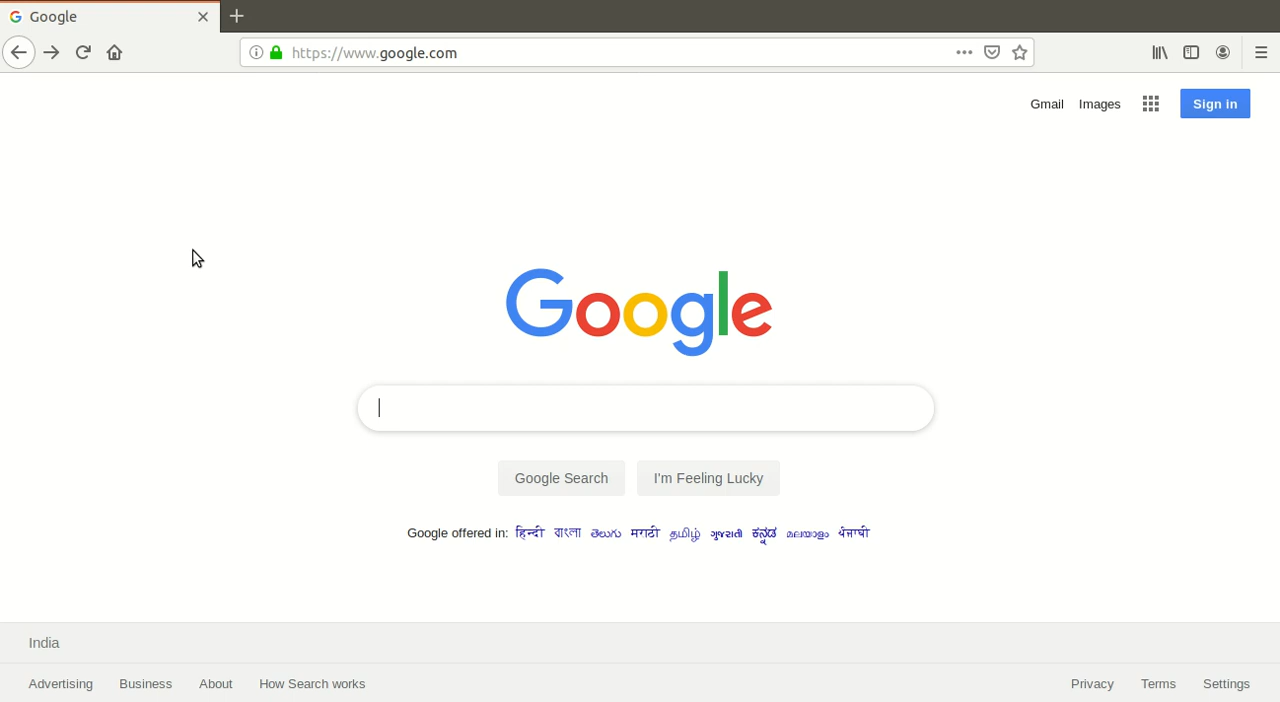 Google
https://www.google.com
Gmail Images Sign in
Google
Google Search I'm Feeling Lucky
Google offered in: हिन्दी বাংলা తెలుగు मराठी தமிழ் ગુજરાતી ಕನ್ನಡ മലയാളം ਪੰਜਾਬੀ
India
Advertising Business About How Search works Privacy Terms Settings